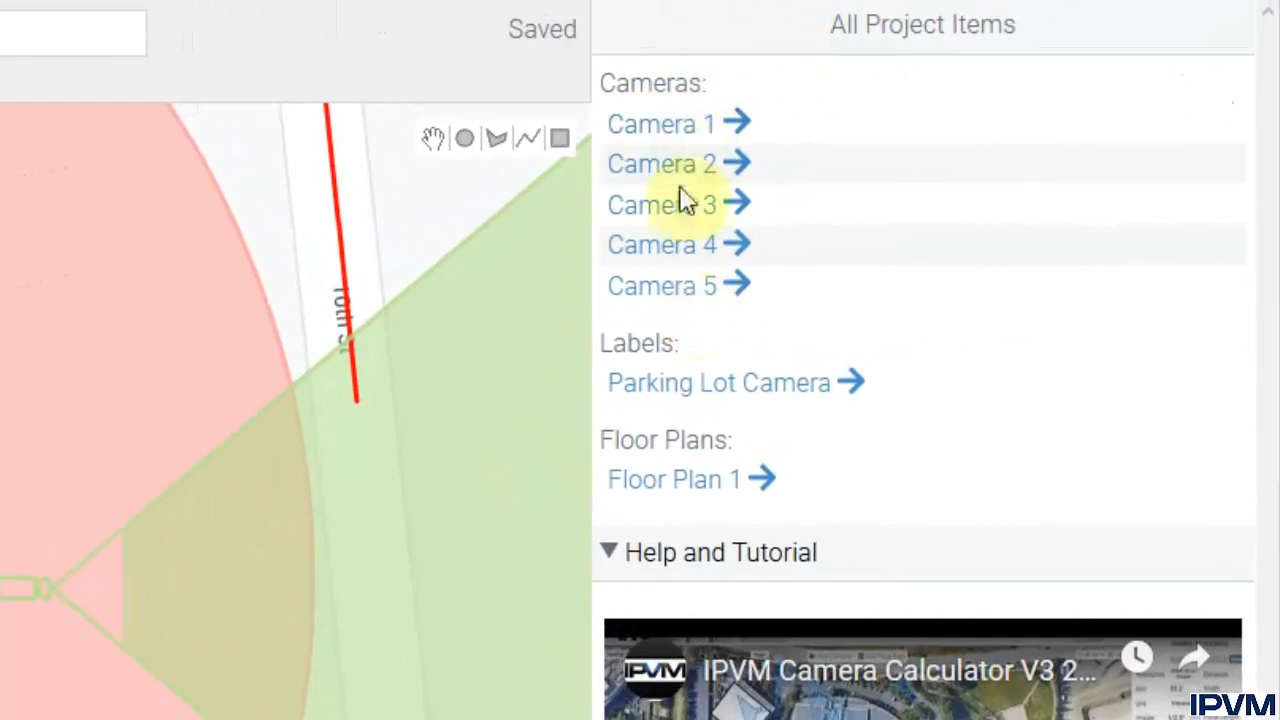 Saved
All Project Items
Cameras:
Camera 1
Camera 2
Camera 3
Camera 4
Camera 5
Labels:
Parking Lot Camera
Floor Plans:
Floor Plan 1
Help and Tutorial
IPVM
IPVM Camera Calculator V3 2...
IPVM